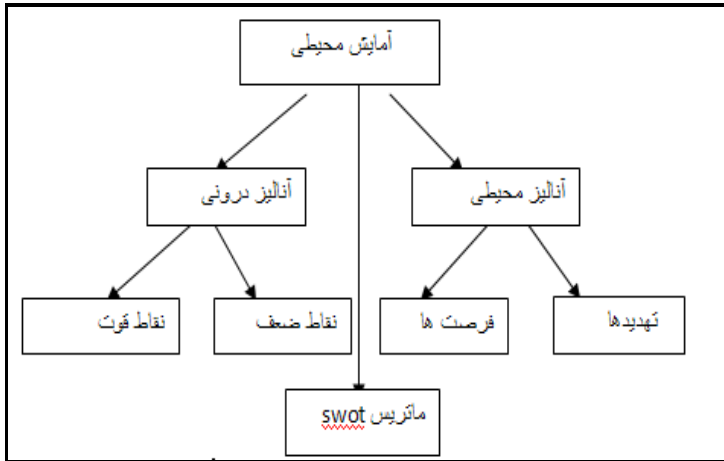 آمایش محیطی
آنالیز محیطی
آنالیز درونی
تهدیدها
فرصت ها
نقاط ضعف
نقاط قوت
ماتریس swot